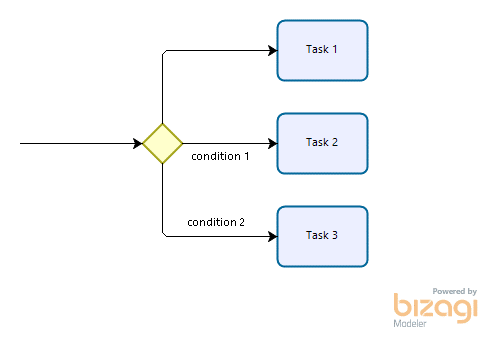 Task 1
Task 2
condition 1
condition 2
Task 3
Powered by
bizagi
Modeler